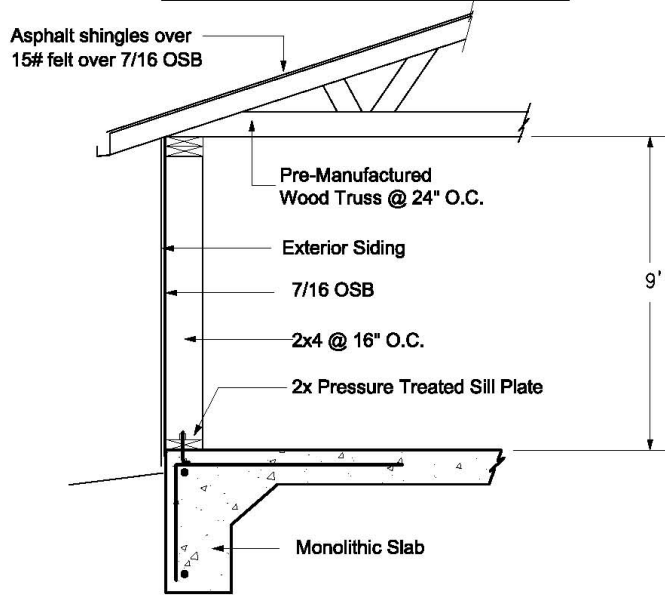 Asphalt shingles over
15# felt over 7/16 OSB
Pre-Manufactured
Wood Truss @ 24" O.C.
Exterior Siding
9'
7/16 OSB
2x4 @ 16" O.C.
2x Pressure Treated Sill Plate
Monolithic Slab